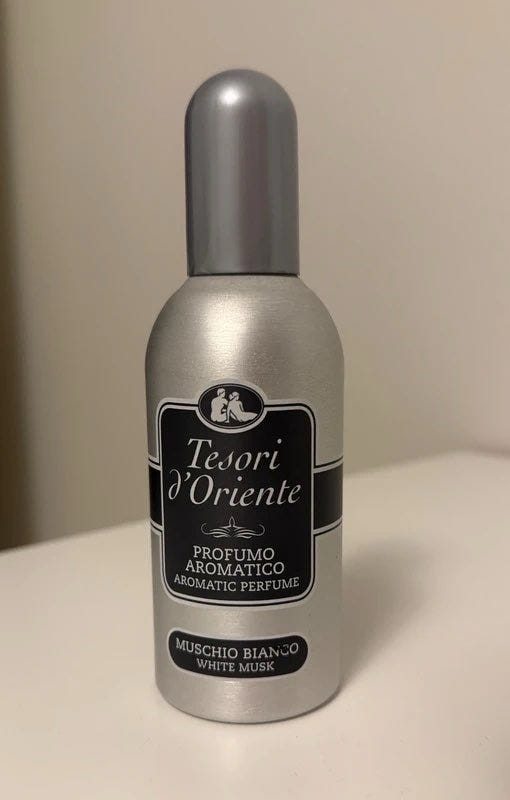 Tesori
d'Oriente
PROFUMO
AROMATICO
AROMATIC PERFUME
MUSCHIO BIANCO
WHITE MUSK